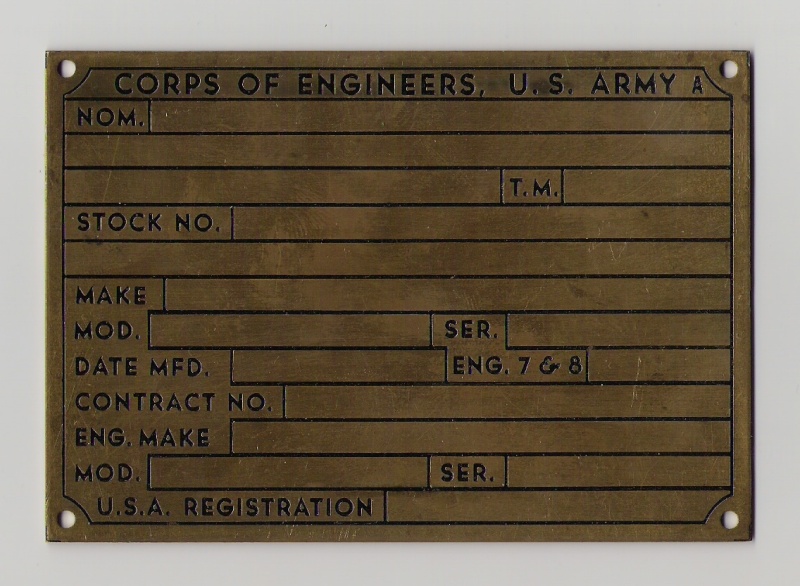 CORPS OF ENGINEERS, U.S. ARMY A
NOM.
T.M.
STOCK NO.
MAKE
MOD. SER.
DATE MFD. ENG. 7 & 8
CONTRACT NO.
ENG. MAKE
MOD. SER.
U.S.A. REGISTRATION